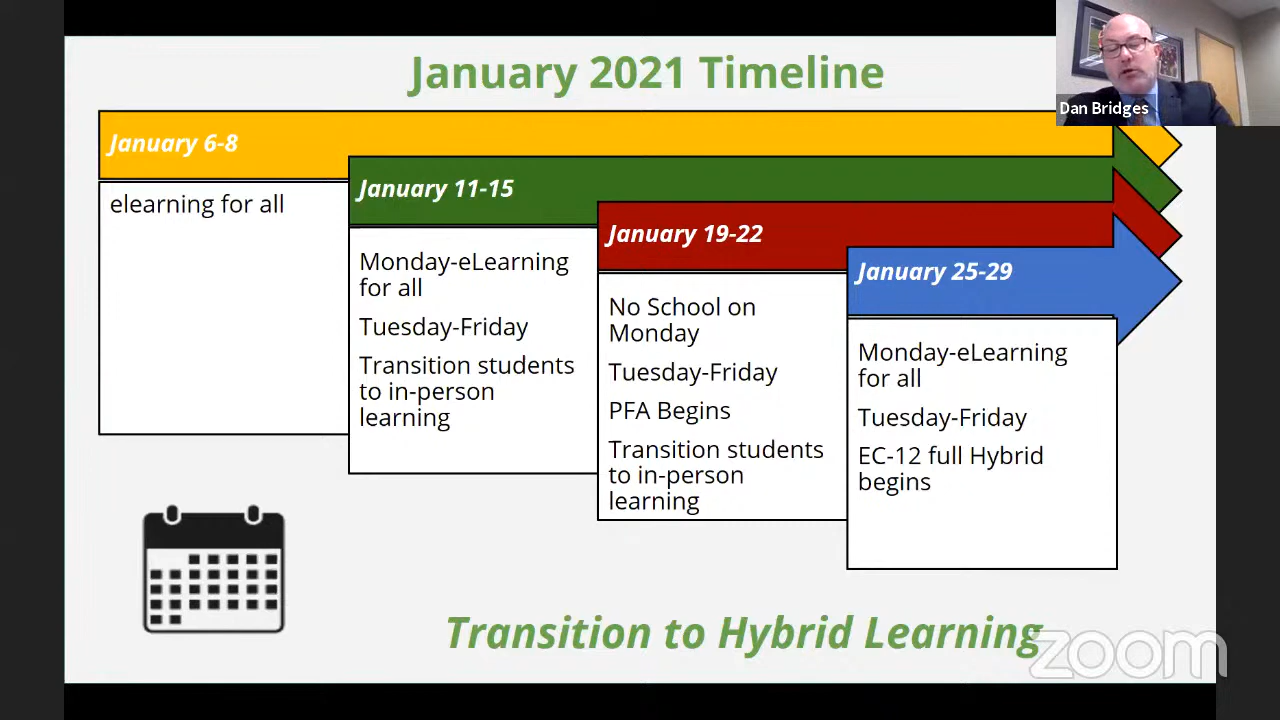 January 2021 Timeline
Dan Bridges
January 6-8
elearning for all
January 11-15
Monday-eLearning
for all
Tuesday-Friday
Transition students
to in-person
learning
January 19-22
No School on
Monday
Tuesday-Friday
PFA Begins
Transition students
to in-person
learning
January 25-29
Monday-eLearning
for all
Tuesday-Friday
EC-12 full Hybrid
begins
Transition to Hybrid Learning
zoom